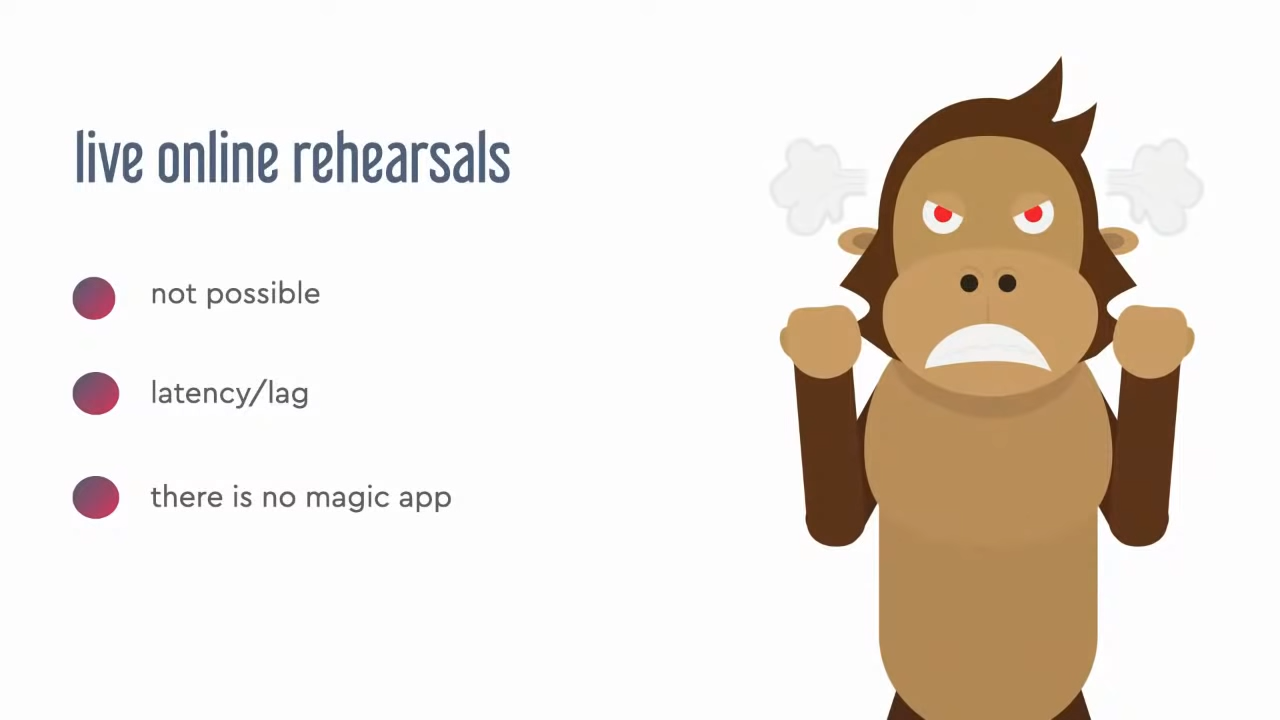 live online rehearsals
not possible
latency/lag
there is no magic app